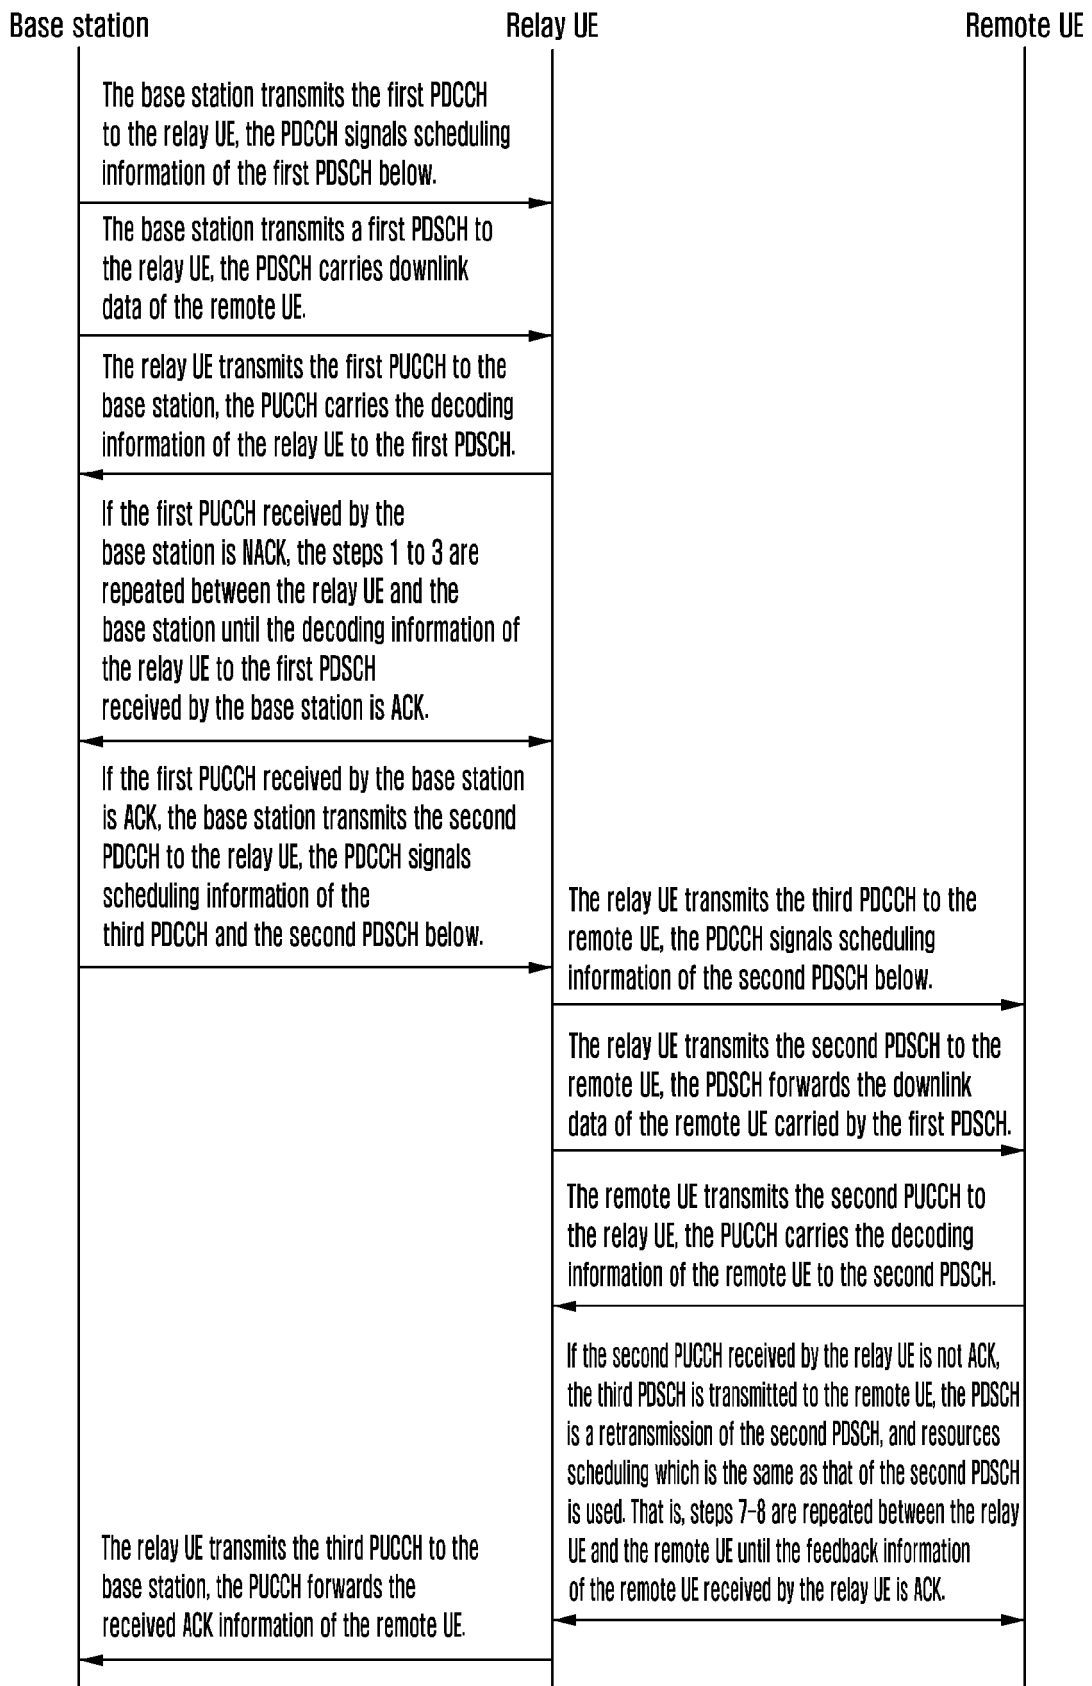 Base station
Relay UE
Remote UE
The base station transmits the first PDCCH
to the relay UE, the PDCCH signals scheduling
information of the first PDSCH below.
The base station transmits a first PDSCH to
the relay UE, the PDSCH carries downlink
data of the remote UE.
The relay UE transmits the first PUCCH to the
base station, the PUCCH carries the decoding
information of the relay UE to the first PDSCH.
If the first PUCCH received by the
base station is NACK, the steps 1 to 3 are
repeated between the relay UE and the
base station until the decoding information of
the relay UE to the first PDSCH
received by the base station is ACK.
If the first PUCCH received by the base station
is ACK, the base station transmits the second
PDCCH to the relay UE, the PDCCH signals
scheduling information of the
third PDCCH and the second PDSCH below.
The relay UE transmits the third PDCCH to the
remote UE, the PDCCH signals scheduling
information of the second PDSCH below.
The relay UE transmits the second PDSCH to the
remote UE, the PDSCH forwards the downlink
data of the remote UE carried by the first PDSCH.
The remote UE transmits the second PUCCH to
the relay UE, the PUCCH carries the decoding
information of the remote UE to the second PDSCH.
If the second PUCCH received by the relay UE is not ACK,
the third PDSCH is transmitted to the remote UE, the PDSCH
is a retransmission of the second PDSCH, and resources
scheduling which is the same as that of the second PDSCH
is used. That is, steps 7-8 are repeated between the relay
UE and the remote UE until the feedback information
of the remote UE received by the relay UE is ACK.
The relay UE transmits the third PUCCH to the
base station, the PUCCH forwards the
received ACK information of the remote UE.